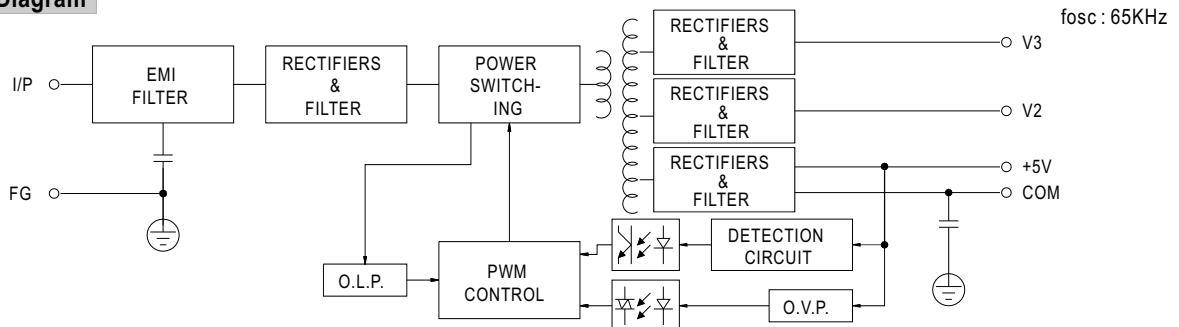 Diagram
fosc : 65KHz
I/P
EMI
FILTER
RECTIFIERS
&
FILTER
POWER
SWITCH-
ING
RECTIFIERS
&
FILTER
V3
RECTIFIERS
&
FILTER
V2
RECTIFIERS
&
FILTER
+5V
COM
FG
O.L.P.
PWM
CONTROL
DETECTION
CIRCUIT
O.V.P.